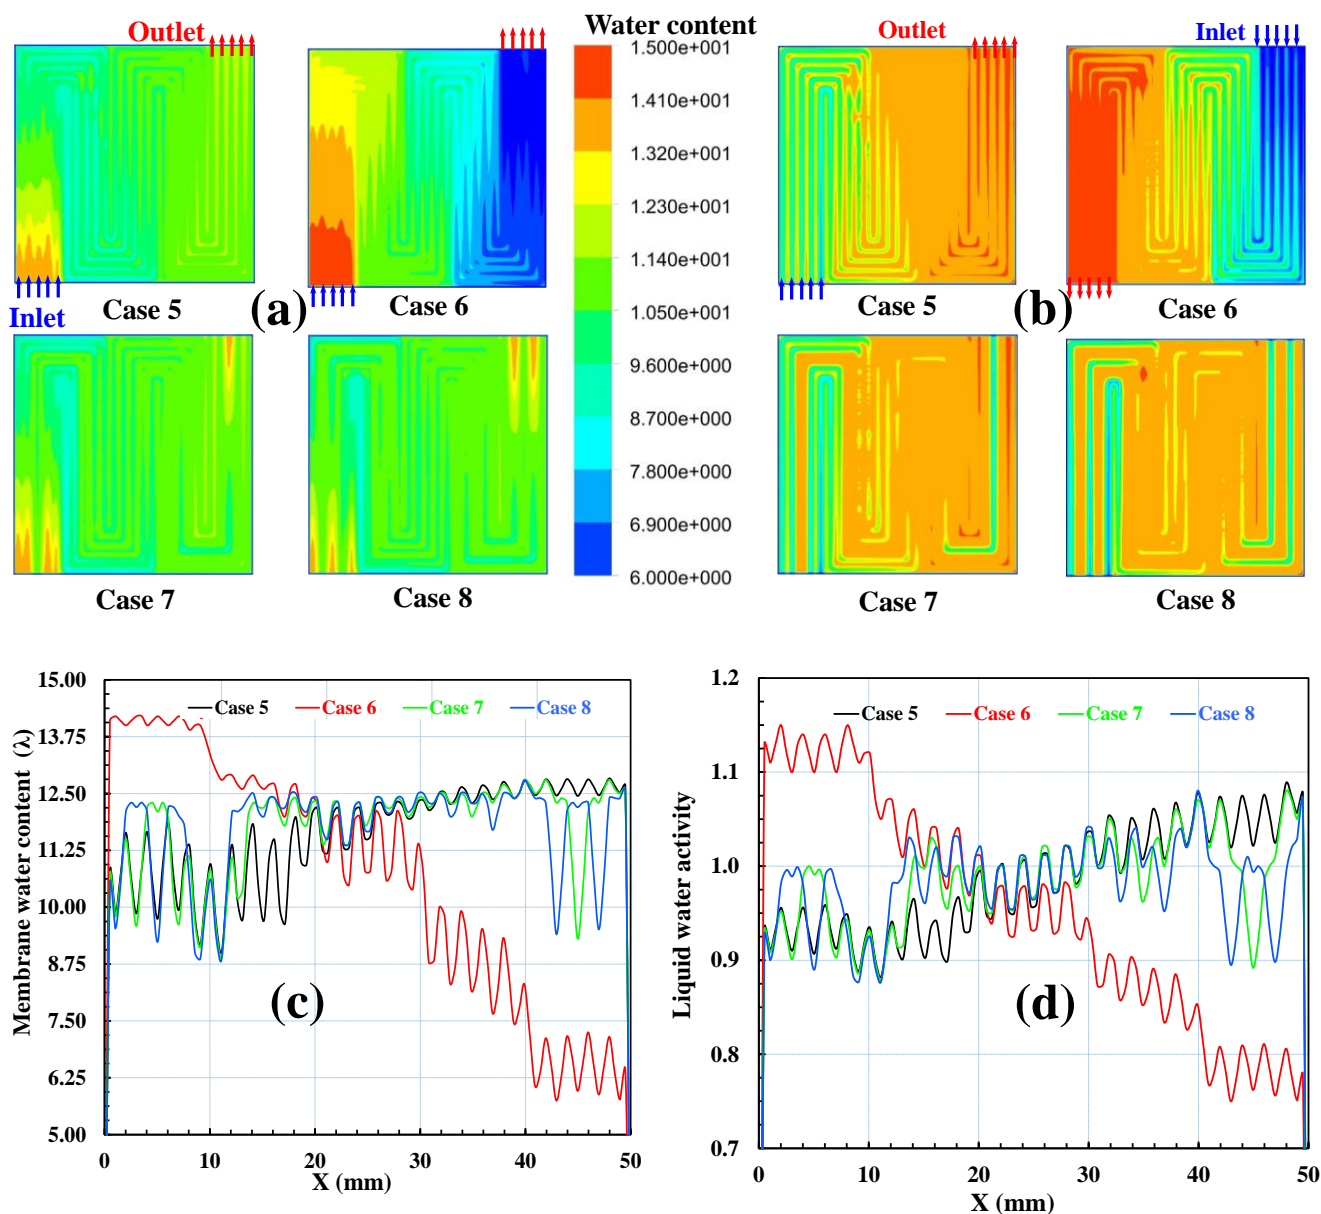 Outlet
Water content
Outlet
Inlet
1.500e+001
1.410e+001
1.320e+001
1.230e+001
1.140e+001
1.050e+001
9.600e+000
8.700e+000
7.800e+000
6.900e+000
6.000e+000
Inlet
Case 5
(a)
Case 6
Case 5
(b)
Case 6
Case 7
Case 8
Case 7
Case 8
Membrane water content (λ)
15.00
13.75
12.50
11.25
10.00
8.75
7.50
6.25
5.00
Case 5
Case 6
Case 7
Case 8
(c)
0
10
20
30
40
50
X (mm)
Liquid water activity
1.2
1.1
1.0
0.9
0.8
0.7
Case 5
Case 6
Case 7
Case 8
(d)
0
10
20
30
40
50
X (mm)